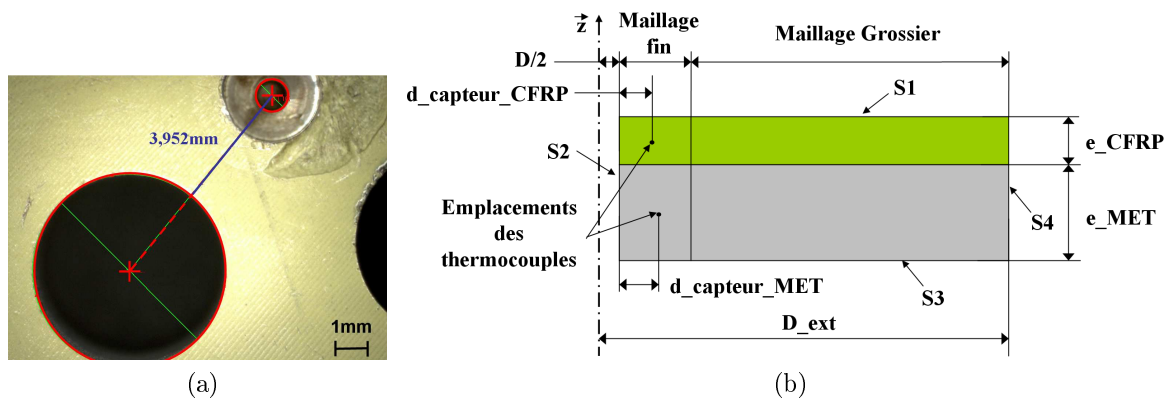 3,952mm
1mm
(a)
z
Maillage
fin
Maillage Grossier
D/2
d_capteur_CFRP
S1
S2
e_CFRP
Emplacements
des
thermocouples
S4
e_MET
d_capteur_MET
S3
D_ext
(b)